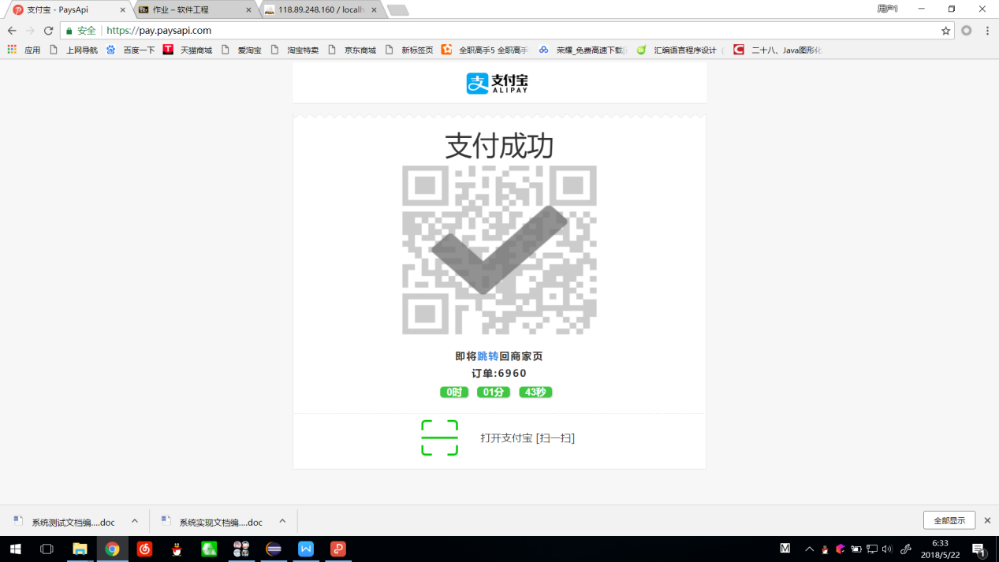 支付宝 - PaysApi
作业 – 软件工程
118.89.248.160 / localh
用户1
安全 https://pay.paysapi.com
应用 上网导航 百度一下 天猫商城 爱淘宝 淘宝特卖 京东商城 新标签页 全职高手5 全职高手 荣耀_免费高速下载 汇编语言程序设计 ( 二十八、Java图形化
支付宝
ALIPAY
支付成功
即将跳转回商家页
订单:6960
0时 01分 43秒
打开支付宝 [扫一扫]
系统测试文档编....doc
系统实现文档编....doc
全部显示
M
6:33
2018/5/22
1